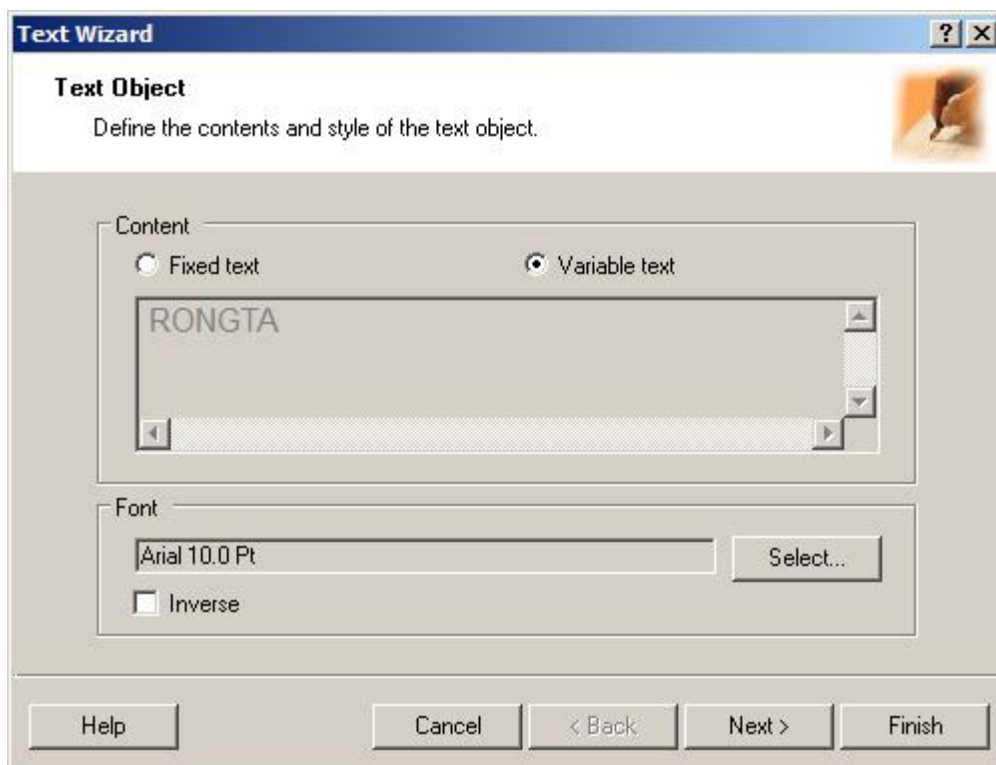 Text Wizard
Text Object
Define the contents and style of the text object.
Content
Fixed text Variable text
RONGTA
Font
Arial 10.0 Pt Select...
Inverse
Help Cancel < Back Next > Finish